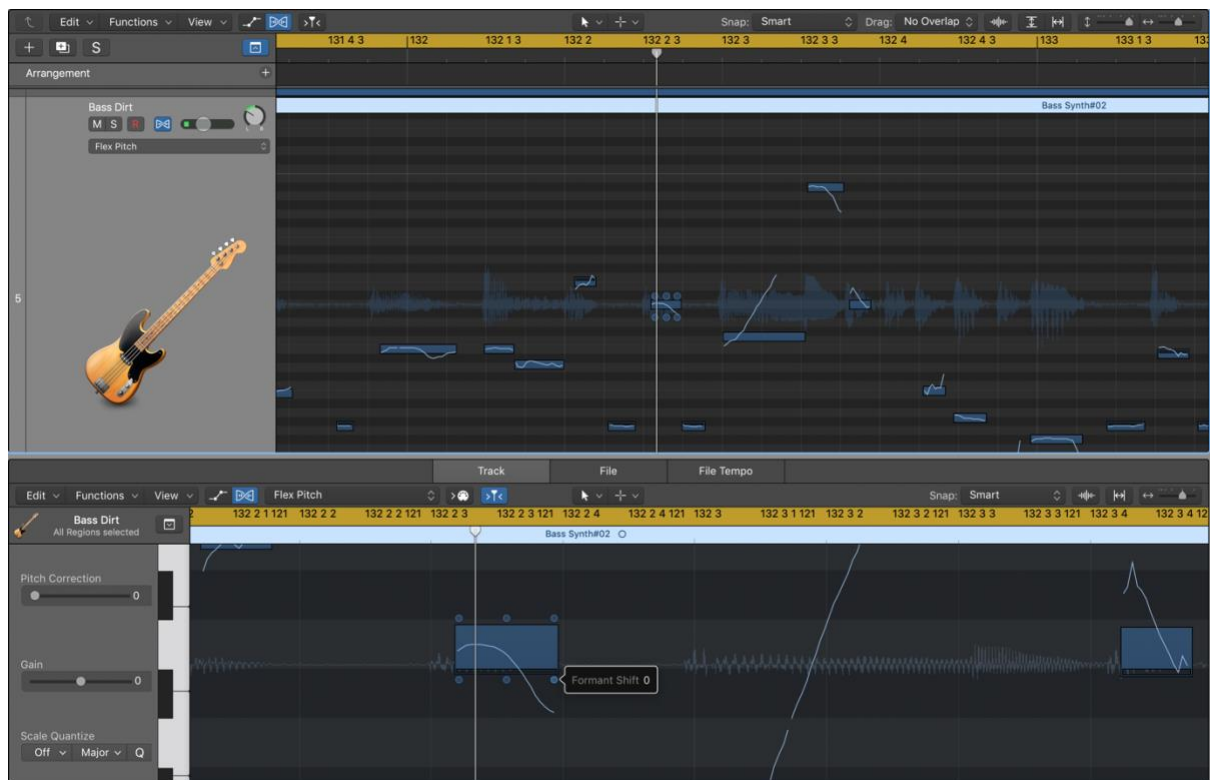 Edit Functions View Snap: Smart Drag: No Overlap
S
131 4 3 132 132 1 3 132 2 132 2 3 132 3 132 3 3 132 4 132 4 3 133 133 1 3
Arrangement
Bass Dirt
M S R
Bass Synth#02
L R
Flex Pitch
5
Track File File Tempo
Edit Functions View Flex Pitch Snap: Smart
Bass Dirt
All Regions selected
132 2 1 121 132 2 2 132 2 2 121 132 2 3 132 2 3 121 132 2 4 132 2 4 121 132 3 132 3 1 121 132 3 2 132 3 2 121 132 3 3 132 3 3 121 132 3 4 132 3 4 12
Bass Synth#02
Pitch Correction
0
Gain
0
Formant Shift 0
Scale Quantize
Off Major Q